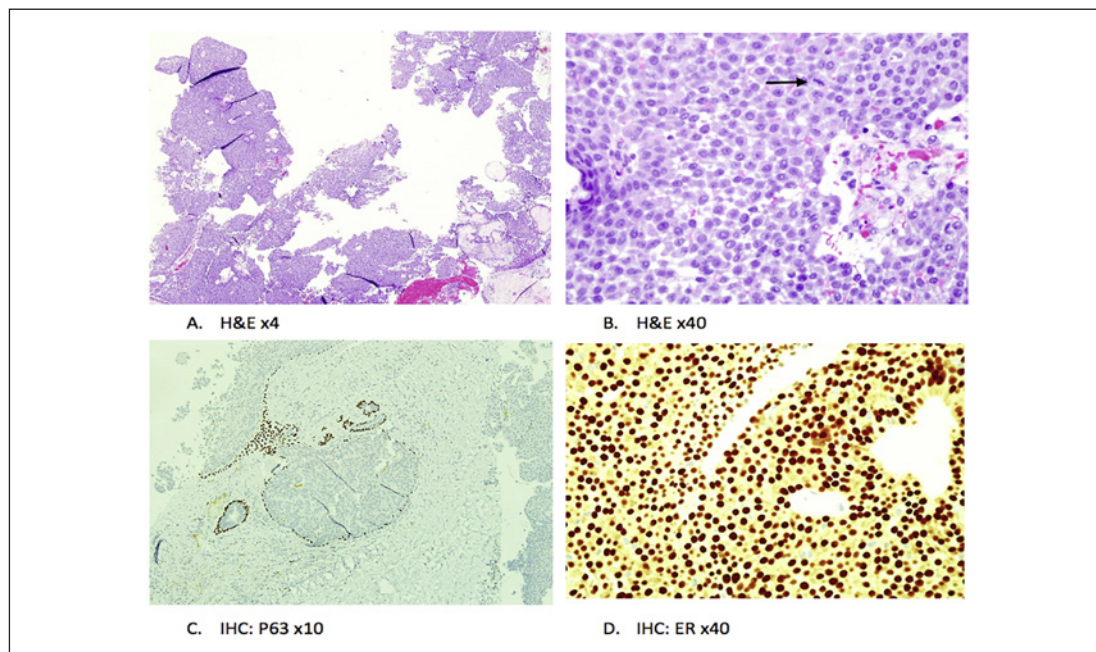 A. H&E x4
B. H&E x40
C. IHC: P63 x10
D. IHC: ER x40